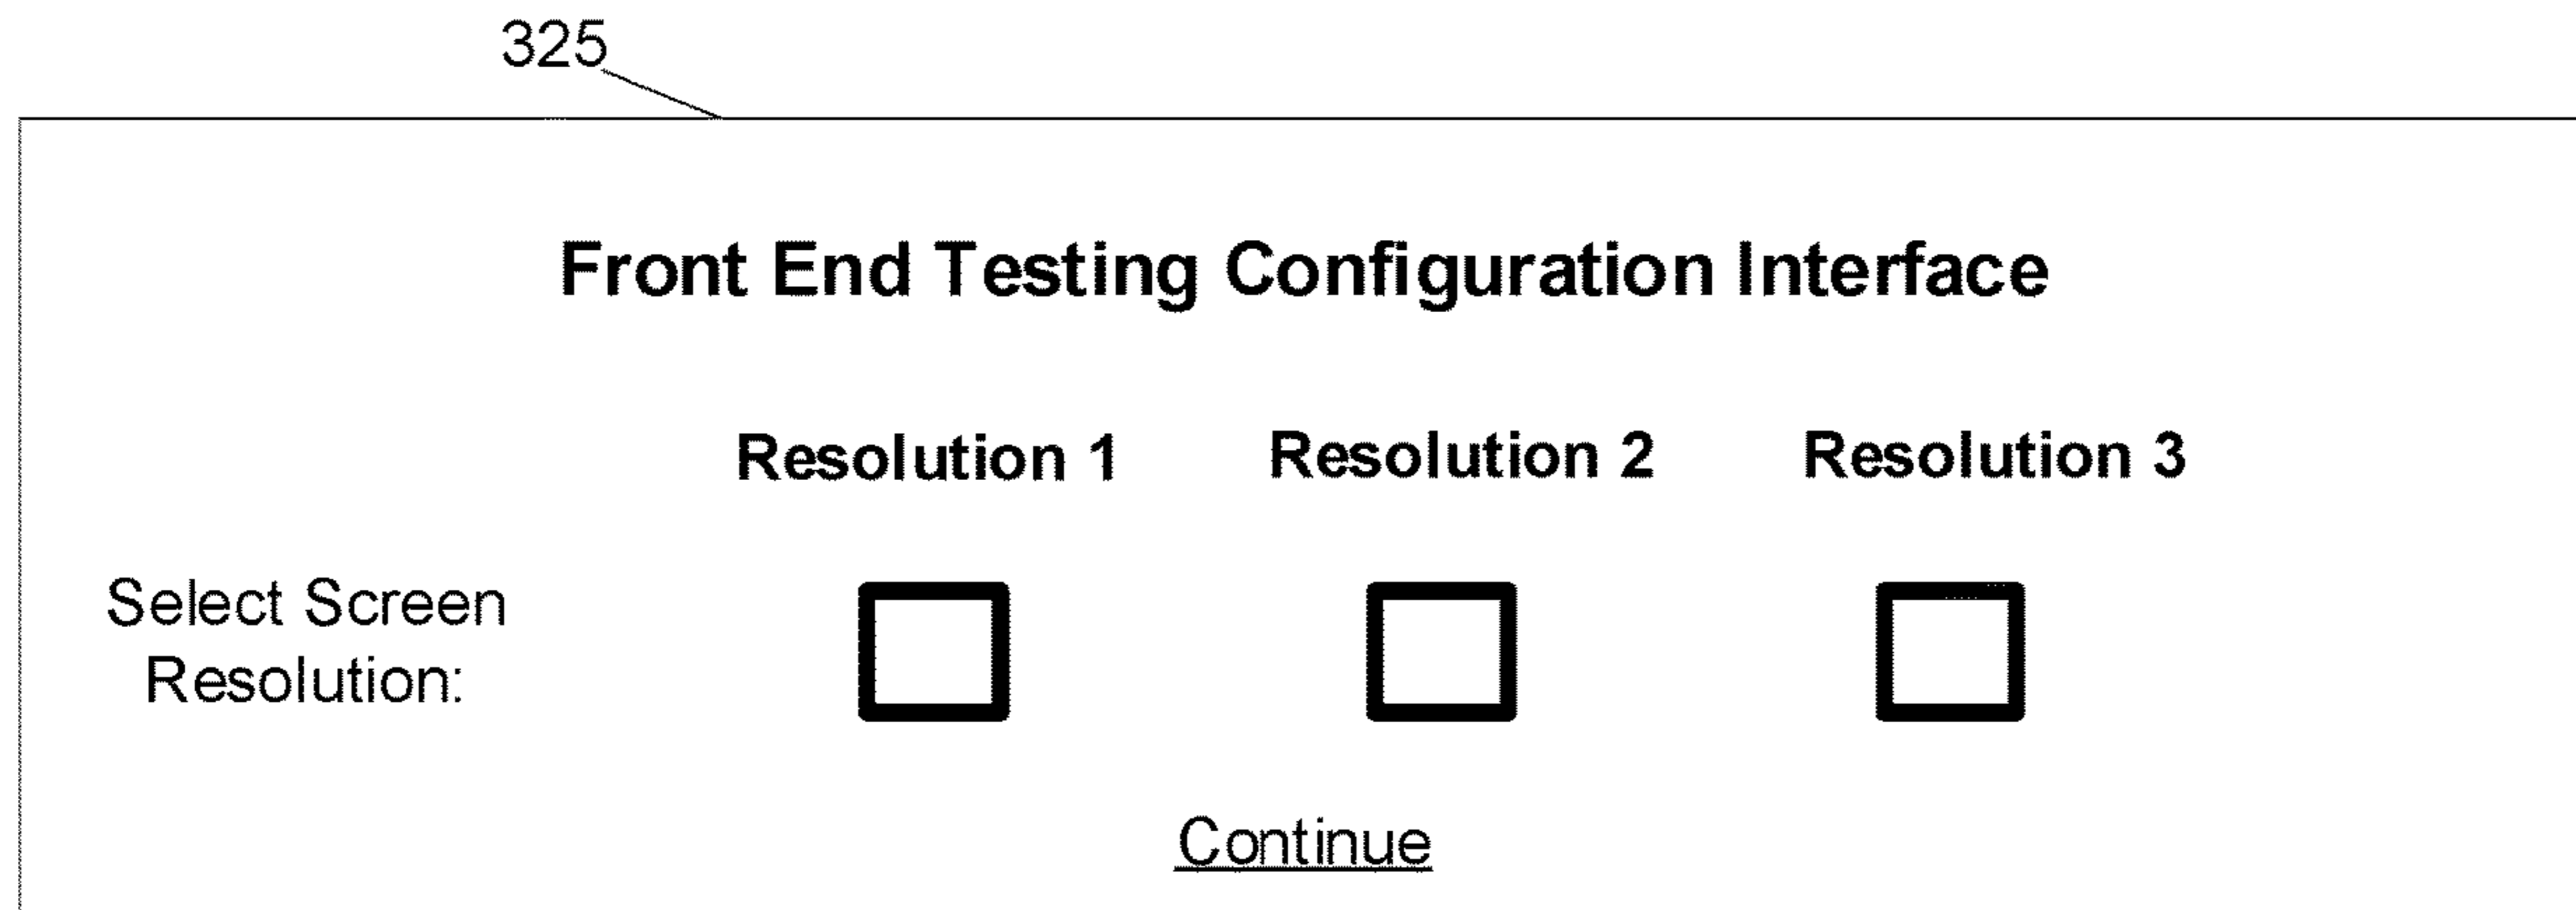 325
Front End Testing Configuration Interface
Resolution 1 Resolution 2 Resolution 3
Select Screen
Resolution:
Continue